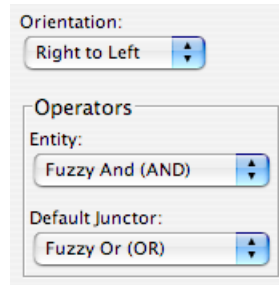 Orientation:
Right to Left
Operators
Entity:
Fuzzy And (AND)
Default Junctor:
Fuzzy Or (OR)